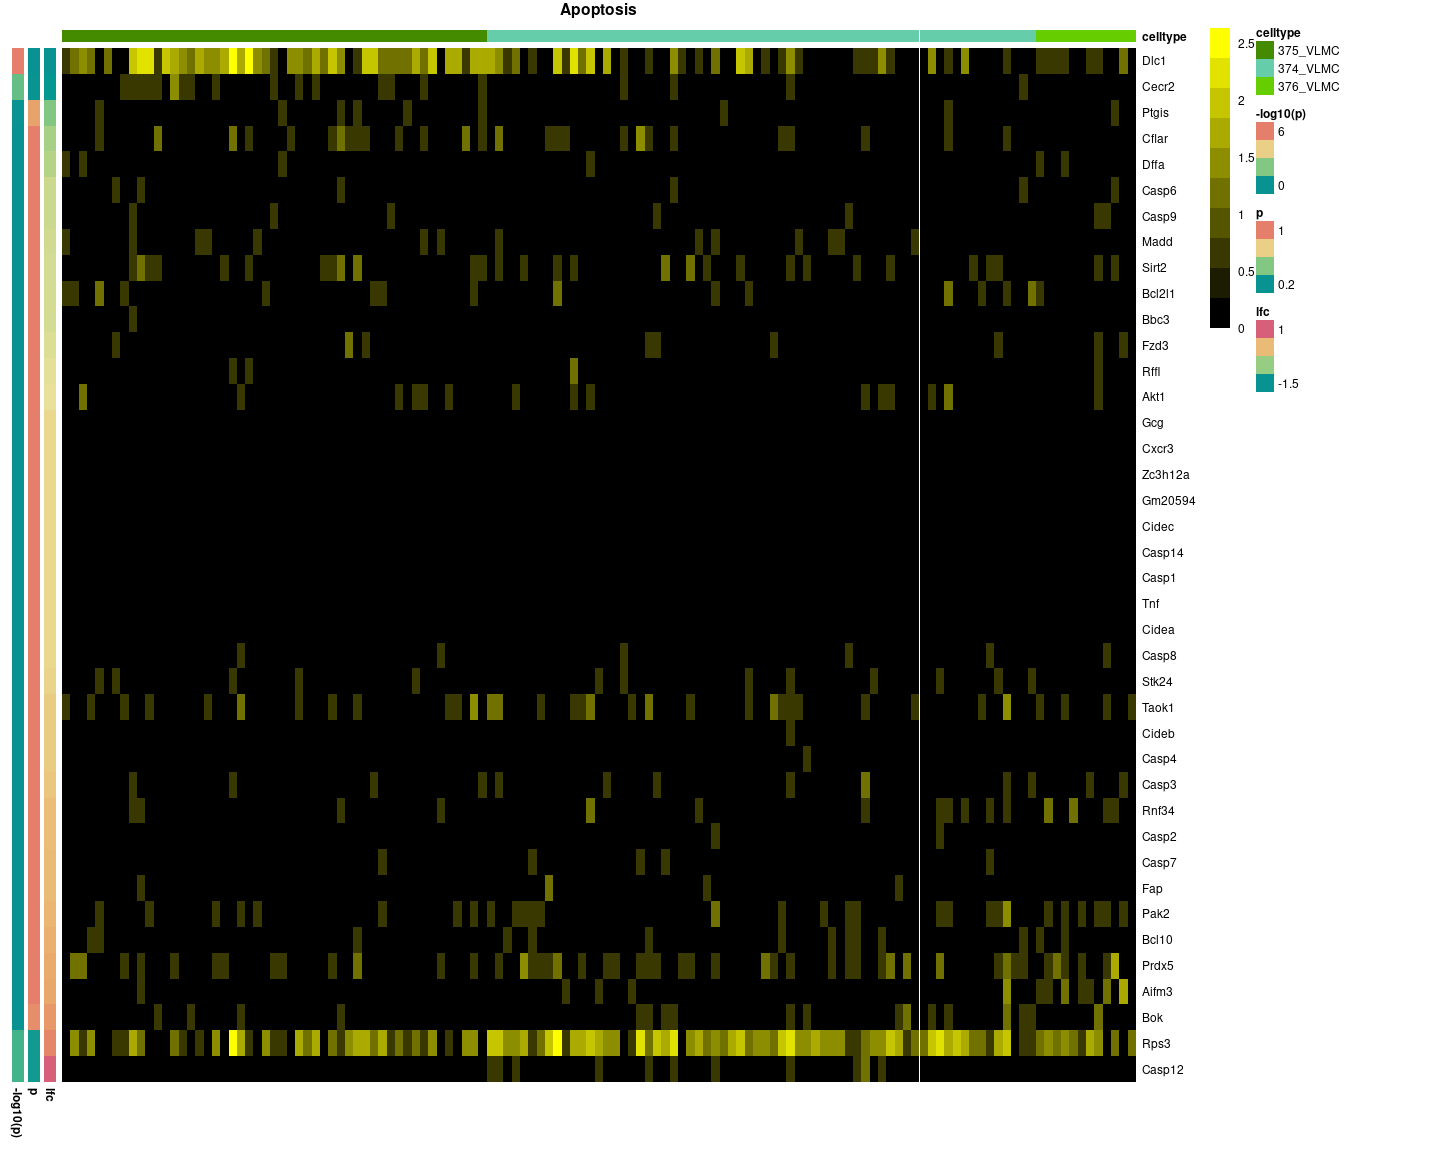 Apoptosis
celltype
Dlc1
Cecr2
Ptgis
Cflar
Dffa
Casp6
Casp9
Madd
Sirt2
Bcl2l1
Bbc3
Fzd3
Rffl
Akt1
Gcg
Cxcr3
Zc3h12a
Gm20594
Cidec
Casp14
Casp1
Tnf
Cidea
Casp8
Stk24
Taok1
Cideb
Casp4
Casp3
Rnf34
Casp2
Casp7
Fap
Pak2
Bcl10
Prdx5
Aifm3
Bok
Rps3
Casp12
2.5
2
1.5
1
0.5
0
celltype
375_VLMC
374_VLMC
376_VLMC
-log10(p)
6
0
p
1
0.2
lfc
1
-1.5
-log10(p)
p
lfc